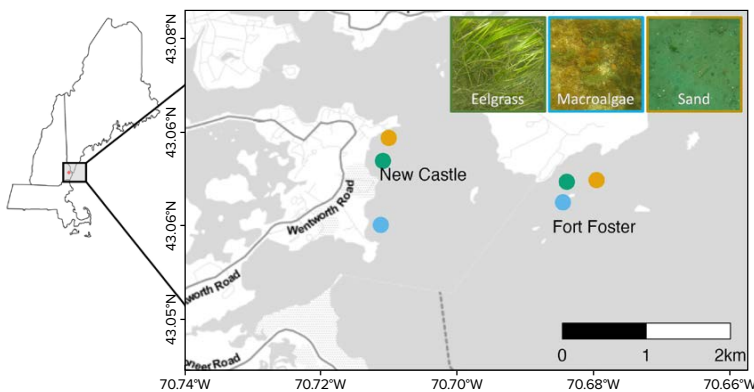 43.08°N
43.06°N
43.06°N
43.05°N
Eelgrass
Macroalgae
Sand
New Castle
Fort Foster
Wentworth Road
worth Road
oneer Road
0 1 2km
70.74°W 70.72°W 70.70°W 70.68°W 70.66°W